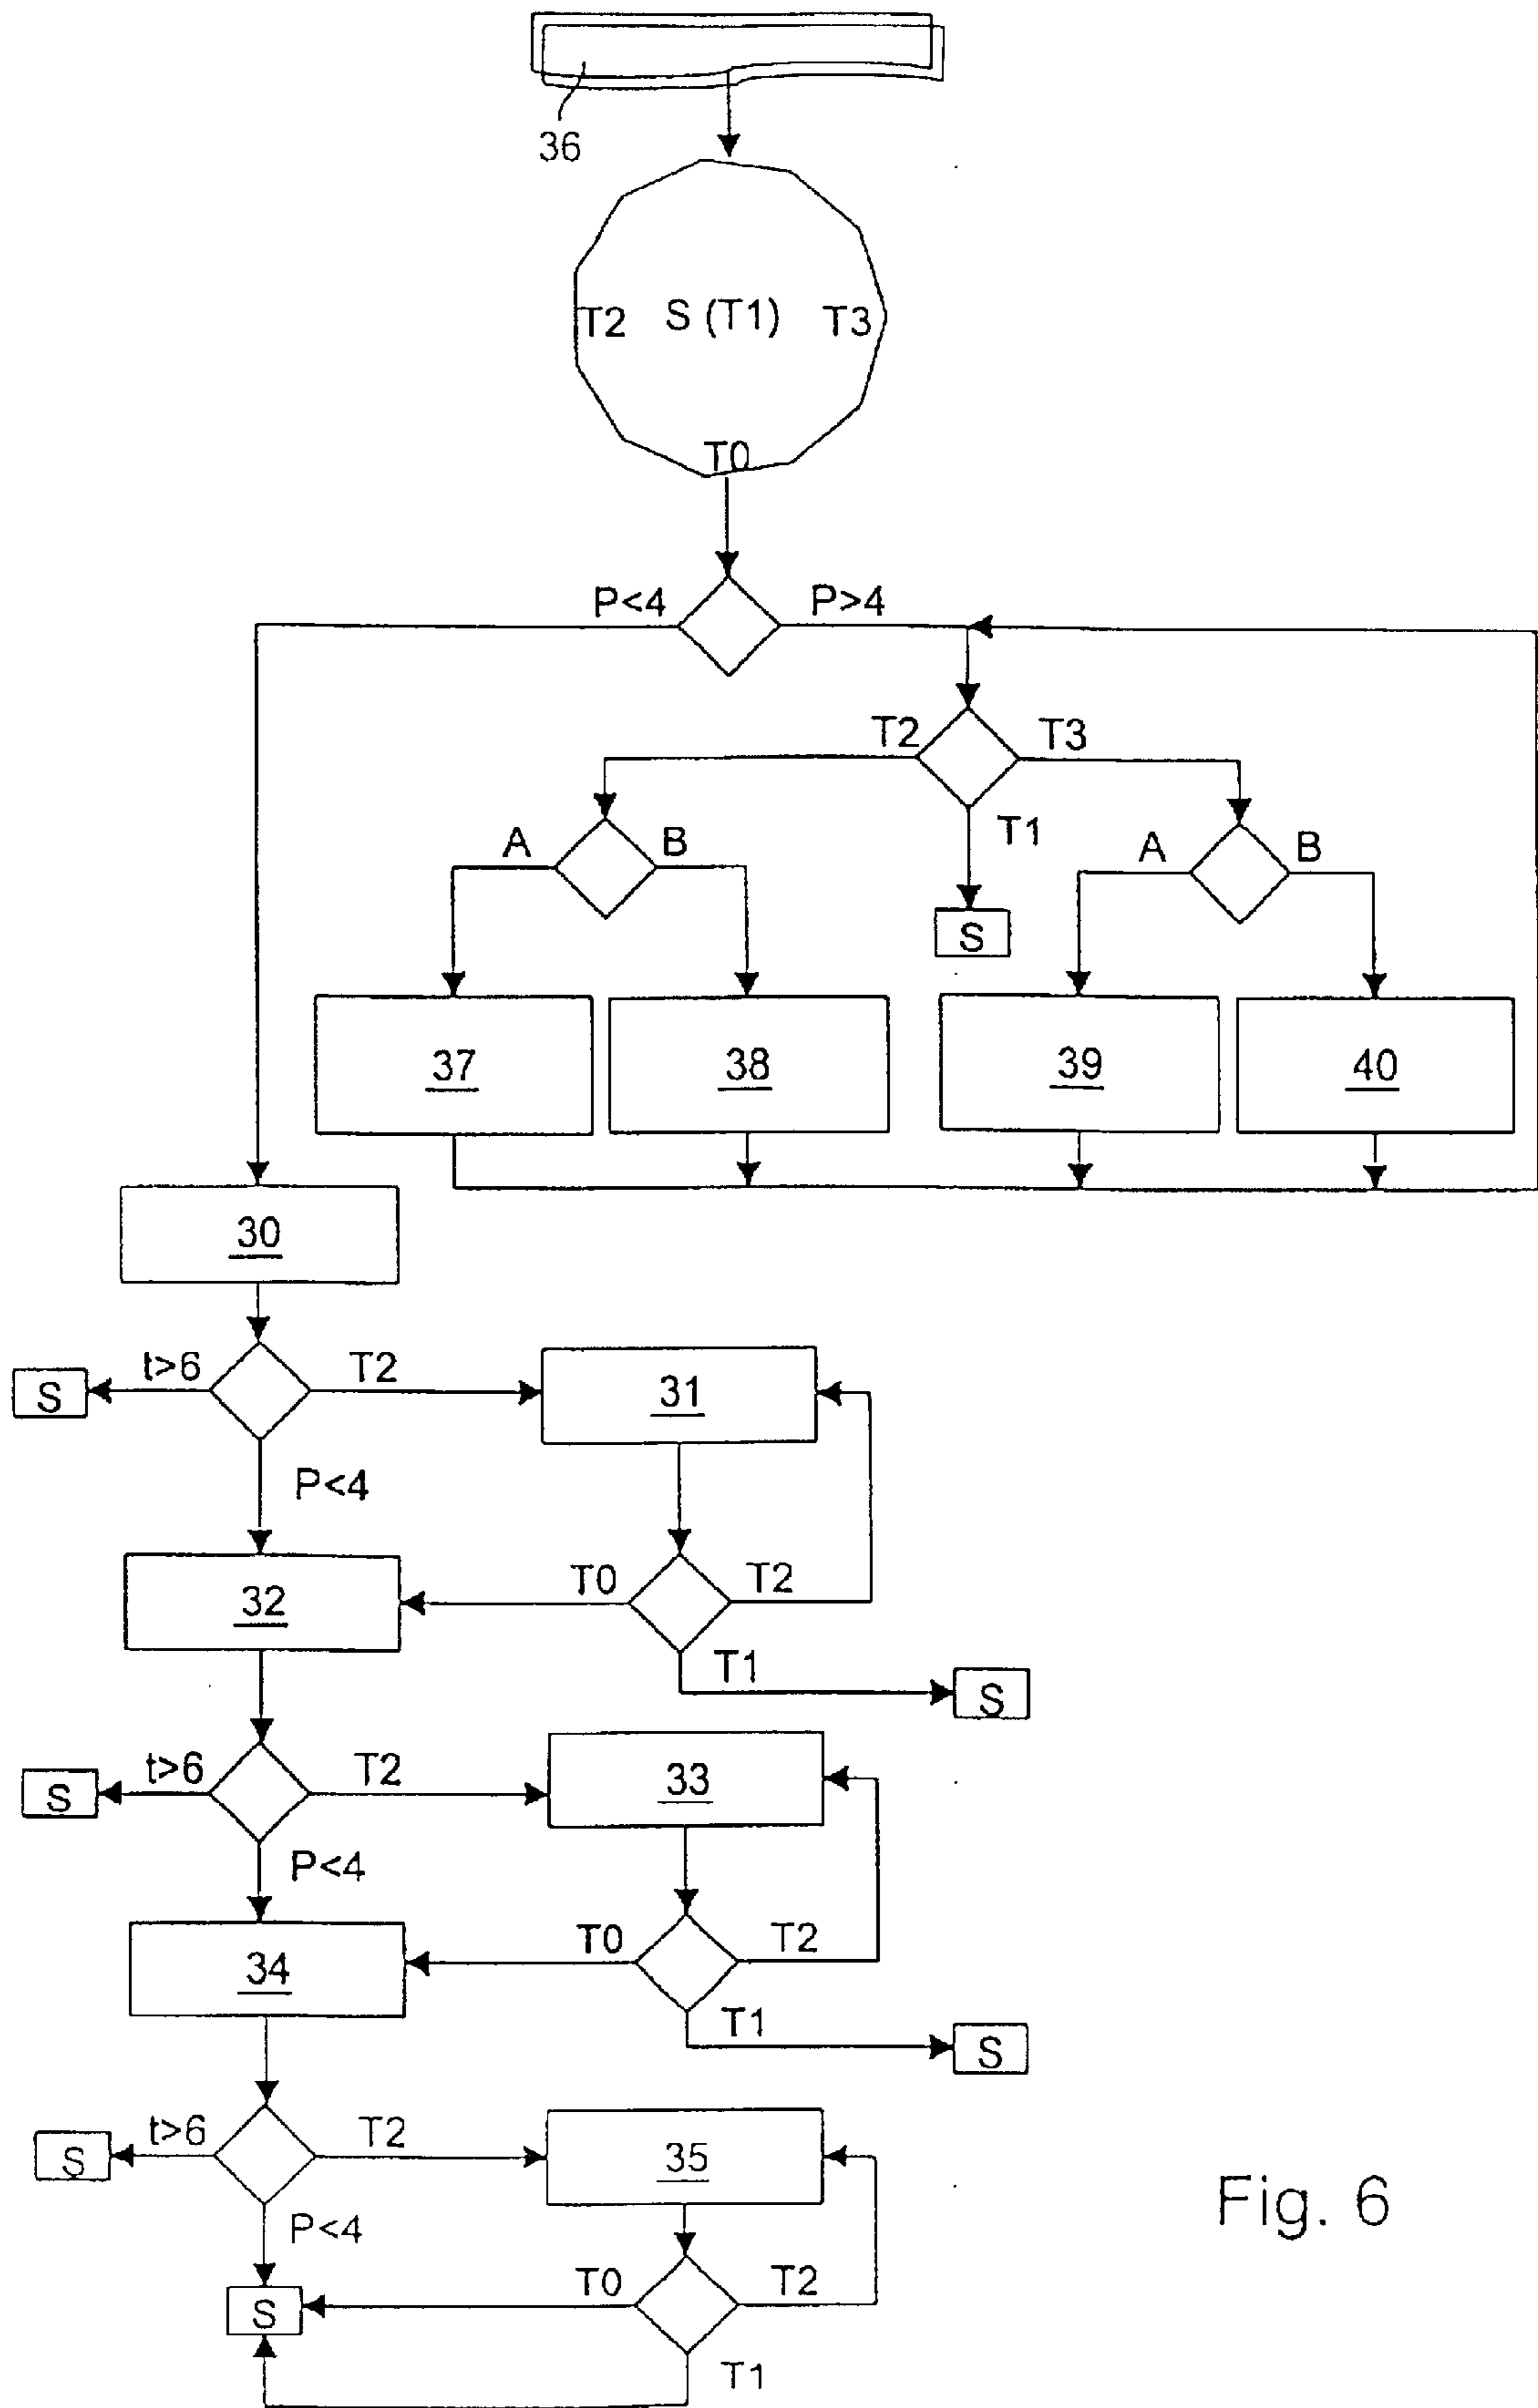 36
T2 S (T1) T3
T0
P<4 P>4
T2 T3
A B T1 A B
S
37 38 39 40
30
t>6 T2 31
S
P<4
T0 T2
32
T1
S
t>6 T2 33
S
P<4
T0 T2
34
T1
S
t>6 T2 35
S
P<4
T0 T2
S
T1
Fig. 6